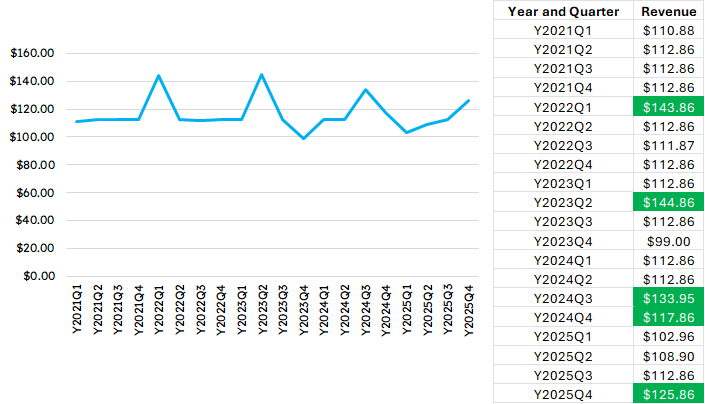 $160.00
$140.00
$120.00
$100.00
$80.00
$60.00
$40.00
$20.00
$0.00
Y2021Q1
Y2021Q2
Y2021Q3
Y2021Q4
Y2022Q1
Y2022Q2
Y2022Q3
Y2022Q4
Y2023Q1
Y2023Q2
Y2023Q3
Y2023Q4
Y2024Q1
Y2024Q2
Y2024Q3
Y2024Q4
Y2025Q1
Y2025Q2
Y2025Q3
Y2025Q4
Year and Quarter Revenue
Y2021Q1 $110.88
Y2021Q2 $112.86
Y2021Q3 $112.86
Y2021Q4 $112.86
Y2022Q1 $143.86
Y2022Q2 $112.86
Y2022Q3 $111.87
Y2022Q4 $112.86
Y2023Q1 $112.86
Y2023Q2 $144.86
Y2023Q3 $112.86
Y2023Q4 $99.00
Y2024Q1 $112.86
Y2024Q2 $112.86
Y2024Q3 $133.95
Y2024Q4 $117.86
Y2025Q1 $102.96
Y2025Q2 $108.90
Y2025Q3 $112.86
Y2025Q4 $125.86